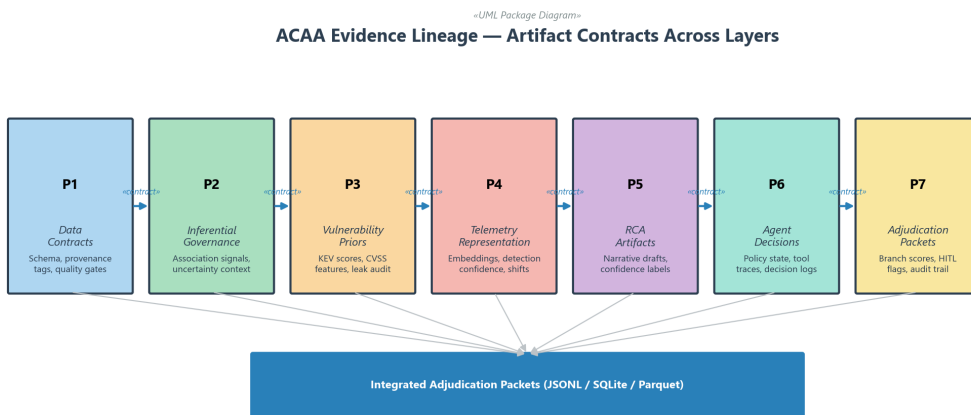 «UML Package Diagram»
ACAA Evidence Lineage — Artifact Contracts Across Layers
P1
Data
Contracts
Schema, provenance
tags, quality gates
«contract»
P2
Inferential
Governance
Association signals,
uncertainty context
«contract»
P3
Vulnerability
Priors
KEV scores, CVSS
features, leak audit
«contract»
P4
Telemetry
Representation
Embeddings, detection
confidence, shifts
«contract»
P5
RCA
Artifacts
Narrative drafts,
confidence labels
«contract»
P6
Agent
Decisions
Policy state, tool
traces, decision logs
«contract»
P7
Adjudication
Packets
Branch scores, HITL
flags, audit trail
Integrated Adjudication Packets (JSONL / SQLite / Parquet)